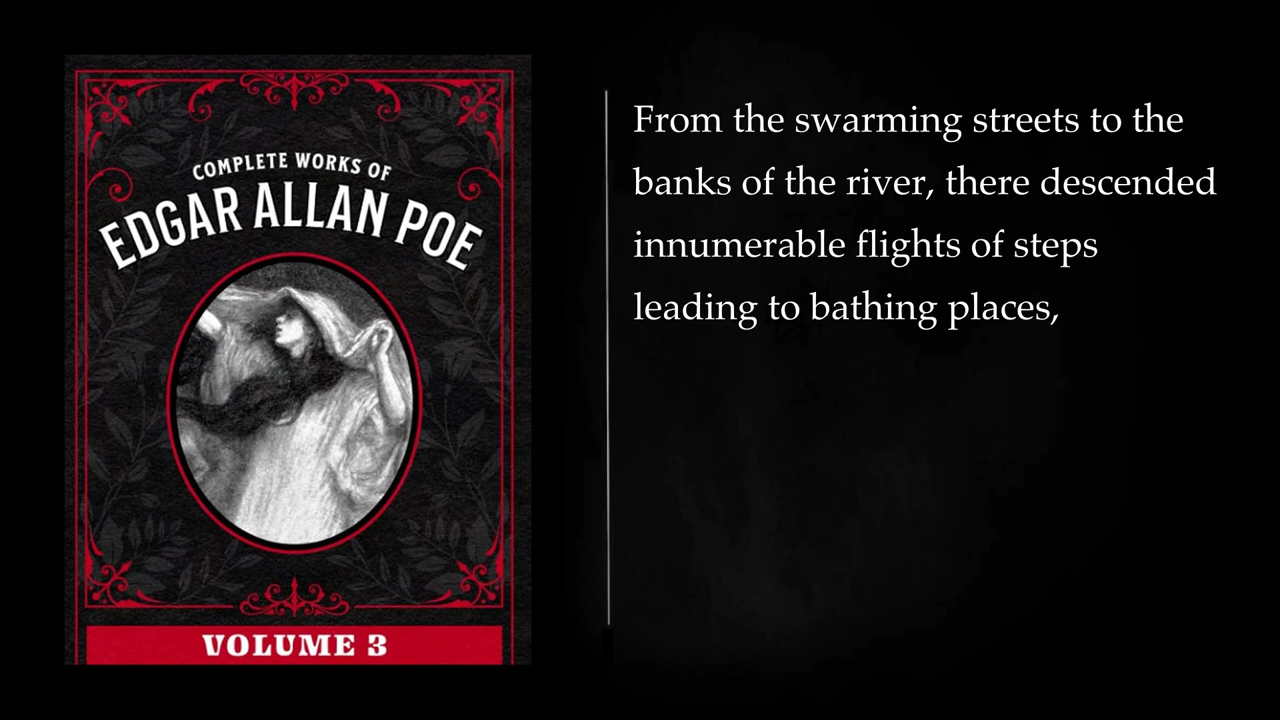 COMPLETE WORKS OF
EDGAR ALLAN POE
VOLUME 3
From the swarming streets to the
banks of the river, there descended
innumerable flights of steps
leading to bathing places,